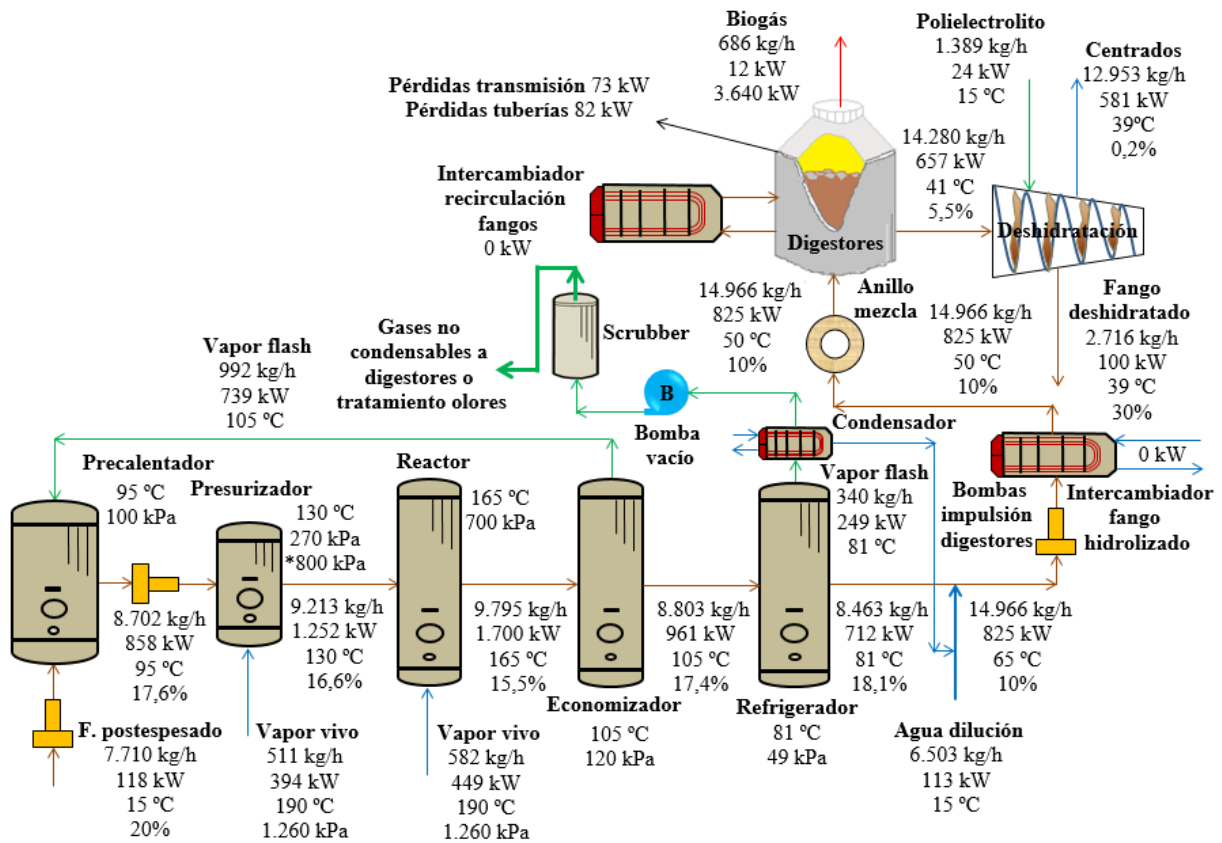 Biogás
686 kg/h
12 kW
3.640 kW
Polielectrolito
1.389 kg/h
24 kW
15 ºC
Centrados
12.953 kg/h
581 kW
39ºC
0,2%
Pérdidas transmisión 73 kW
Pérdidas tuberías 82 kW
14.280 kg/h
657 kW
41 ºC
5,5%
Intercambiador
recirculación
fangos
0 kW
Digestores
Deshidratación
Gases no
condensables a
digestores o
tratamiento olores
Scrubber
14.966 kg/h
825 kW
50 ºC
10%
Anillo
mezcla
14.966 kg/h
825 kW
50 ºC
10%
Fango
deshidratado
2.716 kg/h
100 kW
39 ºC
30%
Vapor flash
992 kg/h
739 kW
105 ºC
B
Bomba
vacío
Condensador
Vapor flash
340 kg/h
249 kW
81 ºC
Bombas
impulsión
digestores
0 kW
Intercambiador
fango
hidrolizado
Precalentador
95 ºC
100 kPa
Presurizador
130 ºC
270 kPa
*800 kPa
Reactor
165 ºC
700 kPa
8.702 kg/h
858 kW
95 ºC
17,6%
9.213 kg/h
1.252 kW
130 ºC
16,6%
9.795 kg/h
1.700 kW
165 ºC
15,5%
8.803 kg/h
961 kW
105 ºC
17,4%
8.463 kg/h
712 kW
81 ºC
18,1%
14.966 kg/h
825 kW
65 ºC
10%
F. postespesado
7.710 kg/h
118 kW
15 ºC
20%
Vapor vivo
511 kg/h
394 kW
190 ºC
1.260 kPa
Vapor vivo
582 kg/h
449 kW
190 ºC
1.260 kPa
Economizador
105 ºC
120 kPa
Refrigerador
81 ºC
49 kPa
Agua dilución
6.503 kg/h
113 kW
15 ºC